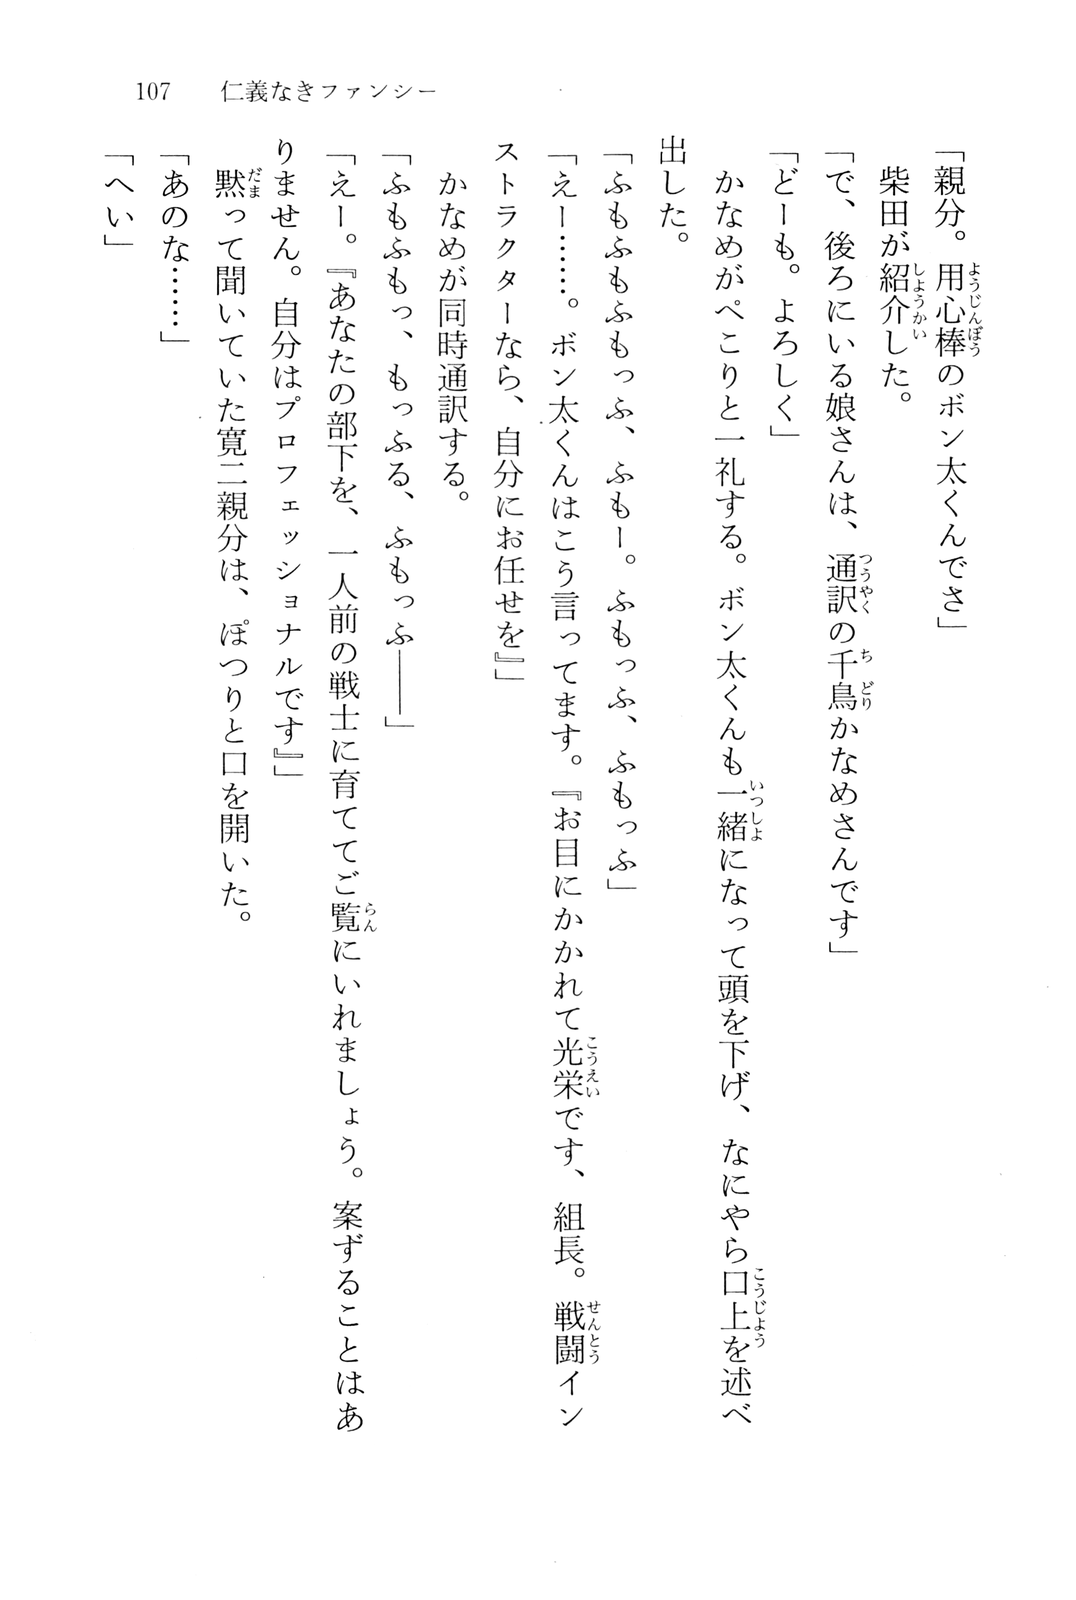 107　仁義なきファンシー
「親分。用心棒のボン太くんでさ」
　柴田が紹介した。
「で、後ろにいる娘さんは、通訳の千鳥かなめさんです」
「どーも。よろしく」
　かなめがぺこりと一礼する。ボン太くんも一緒になって頭を下げ、なにやら口上を述べ
出した。
「ふもふもふもっふ、ふもー。ふもっふ、ふもっふ」
「えー……。ボン太くんはこう言ってます。『お目にかかれて光栄です、組長。戦闘イン
ストラクターなら、自分にお任せを』」
　かなめが同時通訳する。
「ふもふもっ、もっふる、ふもっふ――」
「えー。『あなたの部下を、一人前の戦士に育ててご覧にいれましょう。案ずることはあ
りません。自分はプロフェッショナルです』」
　黙って聞いていた寛二親分は、ぽつりと口を開いた。
「あのな……」
「へい」